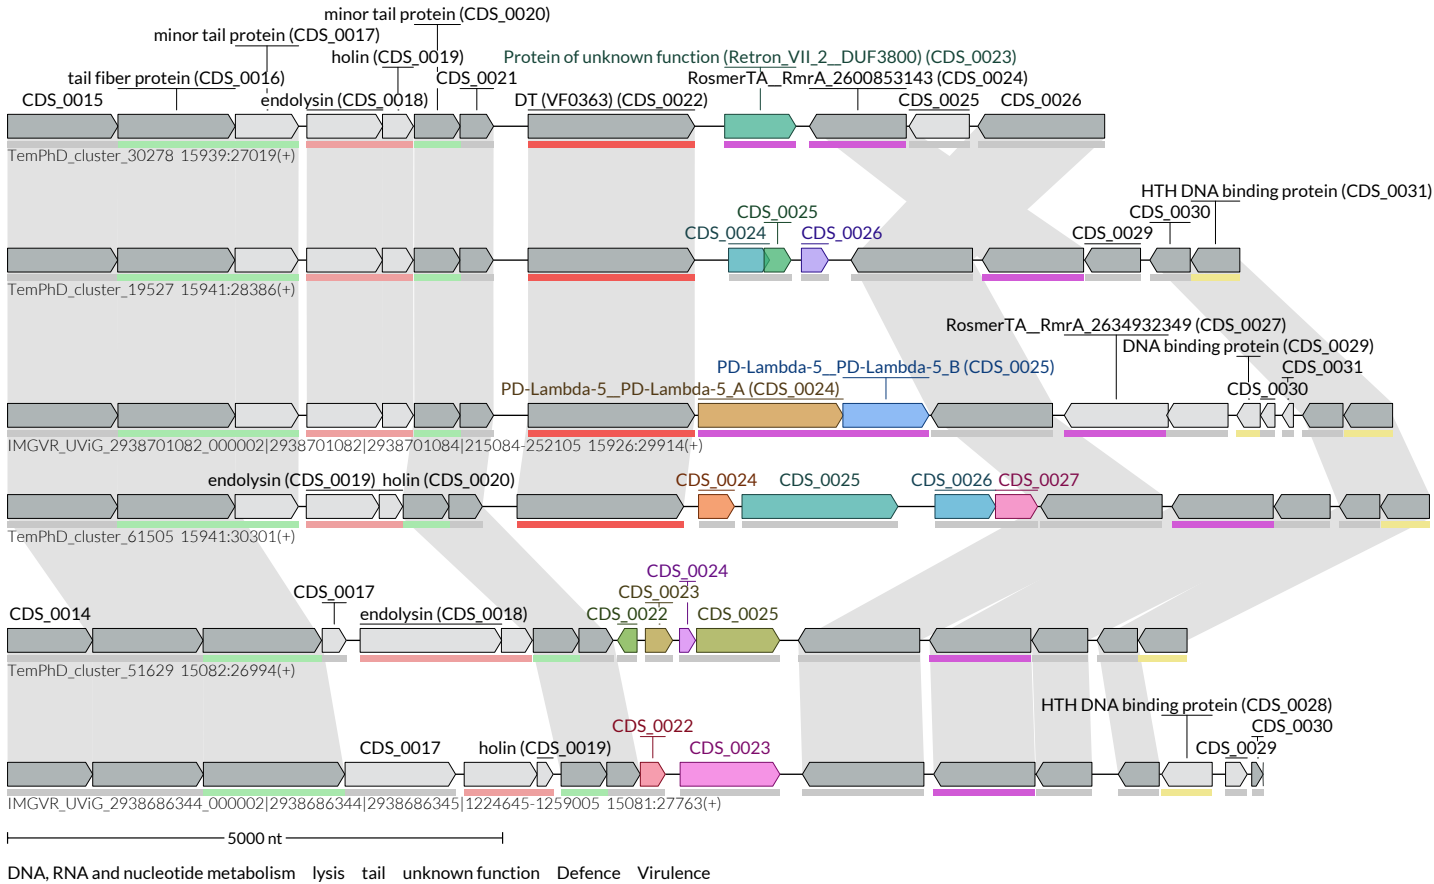 minor tail protein (CDS_0020)
minor tail protein (CDS_0017)
holin (CDS_0019) Protein of unknown function (Retron_VII_2__DUF3800) (CDS_0023)
tail fiber protein (CDS_0016) CDS_0021 RosmerTA__RmrA_2600853143 (CDS_0024)
CDS_0015 endolysin (CDS_0018) DT (VF0363) (CDS_0022) CDS_0025 CDS_0026
TemPhD_cluster_30278 15939:27019(+)
HTH DNA binding protein (CDS_0031)
CDS_0025 CDS_0030
CDS_0024 CDS_0026 CDS_0029
TemPhD_cluster_19527 15941:28386(+)
RosmerTA__RmrA_2634932349 (CDS_0027)
DNA binding protein (CDS_0029)
PD-Lambda-5__PD-Lambda-5_B (CDS_0025) CDS_0031
PD-Lambda-5__PD-Lambda-5_A (CDS_0024) CDS_0030
IMGVR_UViG_2938701082_000002|2938701082|2938701084|215084-252105 15926:29914(+)
endolysin (CDS_0019) holin (CDS_0020) CDS_0024 CDS_0025 CDS_0026 CDS_0027
TemPhD_cluster_61505 15941:30301(+)
CDS_0024
CDS_0017 CDS_0023
CDS_0014 endolysin (CDS_0018) CDS_0022 CDS_0025
TemPhD_cluster_51629 15082:26994(+)
HTH DNA binding protein (CDS_0028)
CDS_0022 CDS_0030
CDS_0017 holin (CDS_0019) CDS_0023 CDS_0029
IMGVR_UViG_2938686344_000002|2938686344|2938686345|1224645-1259005 15081:27763(+)
5000 nt
DNA, RNA and nucleotide metabolism lysis tail unknown function Defence Virulence